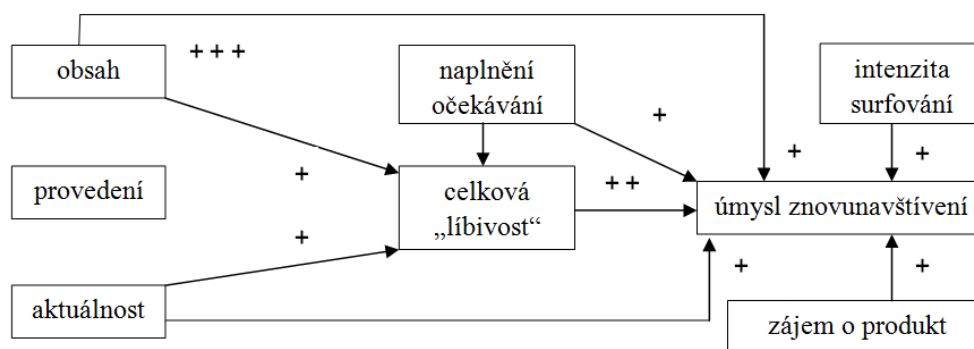 obsah
+ + +
naplnění
očekávání
+
intenzita
surfování
+
+
provedení
+
celková
„líbivost“
+ +
úmysl znovunavštívení
+
aktuálnost
+
+
zájem o produkt